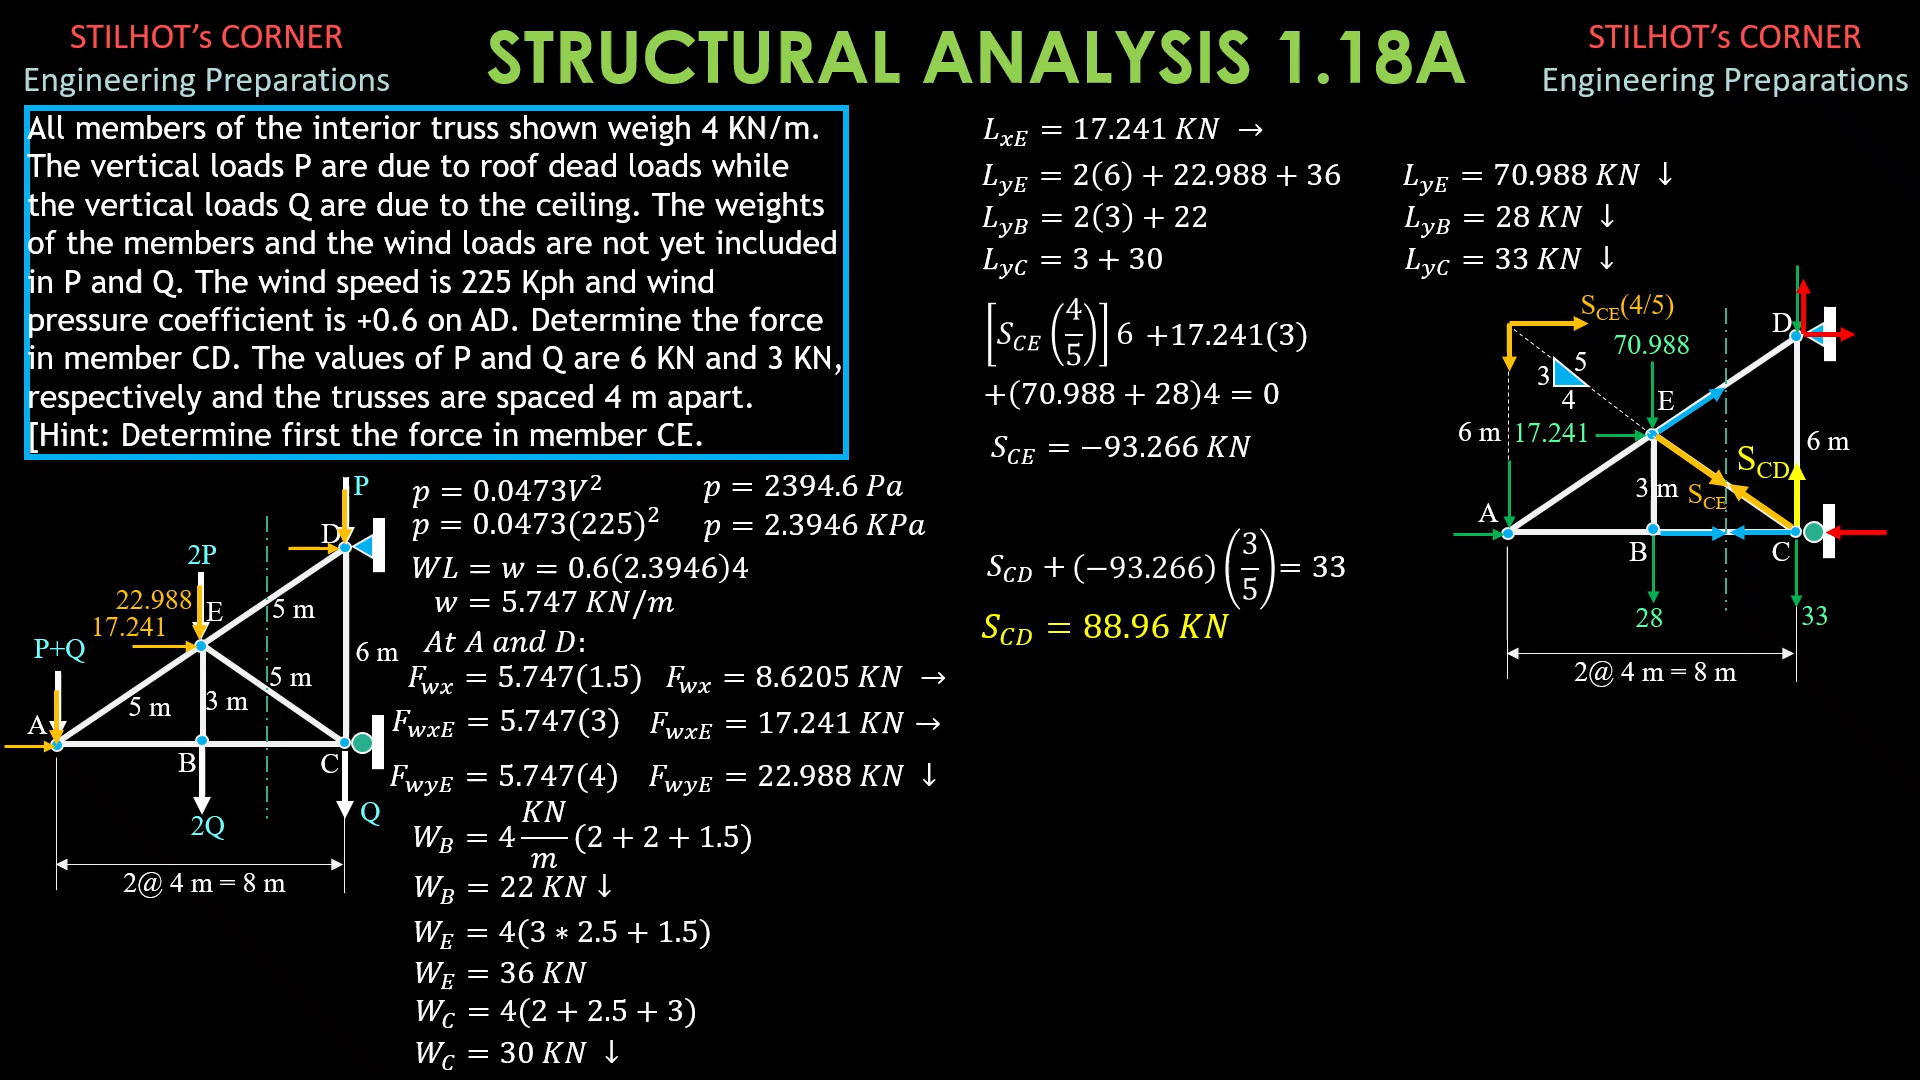 STILHOT's CORNER
Engineering Preparations
STRUCTURAL ANALYSIS 1.18A
STILHOT's CORNER
Engineering Preparations
All members of the interior truss shown weigh 4 KN/m.
The vertical loads P are due to roof dead loads while
the vertical loads Q are due to the ceiling. The weights
of the members and the wind loads are not yet included
in P and Q. The wind speed is 225 Kph and wind
pressure coefficient is +0.6 on AD. Determine the force
in member CD. The values of P and Q are 6 KN and 3 KN,
respectively and the trusses are spaced 4 m apart.
[Hint: Determine first the force in member CE.
P
D
2P
22.988
E
17.241
5 m
P+Q
6 m
5 m
5 m
3 m
A
B
C
2Q
Q
2@ 4 m = 8 m
p = 0.0473V² p = 2394.6 Pa
p = 0.0473(225)² p = 2.3946 KPa
WL = w = 0.6(2.3946)4
w = 5.747 KN/m
At A and D:
F_wx = 5.747(1.5) F_wx = 8.6205 KN →
F_wxE = 5.747(3) F_wxE = 17.241 KN →
F_wyE = 5.747(4) F_wyE = 22.988 KN ↓
W_B = 4 KN/m (2 + 2 + 1.5)
W_B = 22 KN ↓
W_E = 4(3 ∗ 2.5 + 1.5)
W_E = 36 KN
W_C = 4(2 + 2.5 + 3)
W_C = 30 KN ↓
L_xE = 17.241 KN →
L_yE = 2(6) + 22.988 + 36 L_yE = 70.988 KN ↓
L_yB = 2(3) + 22 L_yB = 28 KN ↓
L_yC = 3 + 30 L_yC = 33 KN ↓
[S_CE (4/5)] 6 +17.241(3)
+(70.988 + 28)4 = 0
S_CE = −93.266 KN
S_CD + (−93.266)(3/5) = 33
S_CD = 88.96 KN
S_CE(4/5)
D
70.988
3
5
4
E
6 m
17.241
6 m
S_CD
3 m
S_CE
A
B
C
28
33
2@ 4 m = 8 m